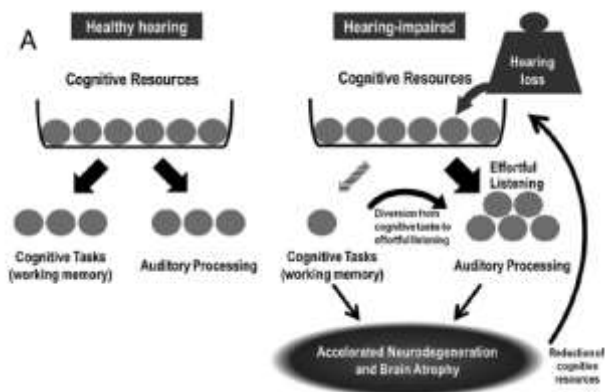 A
Healthy hearing
Cognitive Resources
Cognitive Tasks
(working memory)
Auditory Processing
Hearing-impaired
Cognitive Resources
Hearing
loss
Effortful
Listening
Diversion from
cognitive tasks to
effortful listening
Cognitive Tasks
(working memory)
Auditory Processing
Accelerated Neurodegeneration
and Brain Atrophy
Reduction of
cognitive
resources